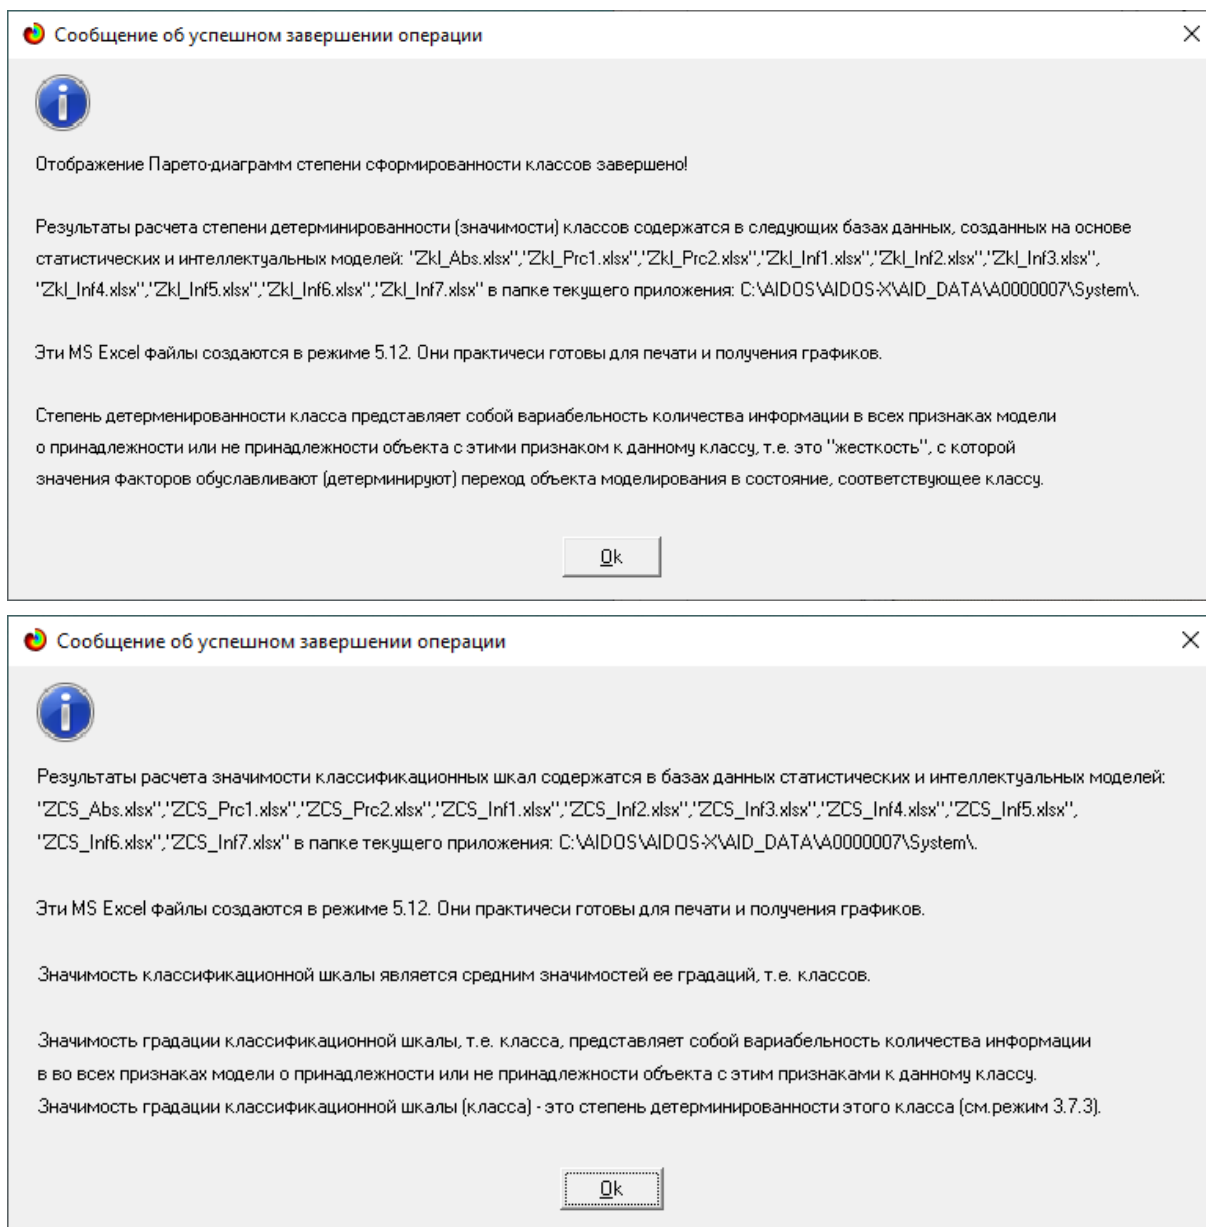 Сообщение об успешном завершении операции
Отображение Парето-диаграмм степени сформированности классов завершено!
Результаты расчета степени детерминированности (значимости) классов содержатся в следующих базах данных, созданных на основе
статистических и интеллектуальных моделей: "Zkl_Abs.xlsx","Zkl_Prc1.xlsx","Zkl_Prc2.xlsx","Zkl_Inf1.xlsx","Zkl_Inf2.xlsx","Zkl_Inf3.xlsx",
"Zkl_Inf4.xlsx","Zkl_Inf5.xlsx","Zkl_Inf6.xlsx","Zkl_Inf7.xlsx" в папке текущего приложения: C:\AIDOS\AIDOS-X\AID_DATA\A0000007\System\.
Эти MS Excel файлы создаются в режиме 5.12. Они практичеси готовы для печати и получения графиков.
Степень детерменированности класса представляет собой вариабельность количества информации в всех признаках модели
о принадлежности или не принадлежности объекта с этими признаком к данному классу, т.е. это "жесткость", с которой
значения факторов обуславливают (детерминируют) переход объекта моделирования в состояние, соответствующее классу.
Ok
Сообщение об успешном завершении операции
Результаты расчета значимости классификационных шкал содержатся в базах данных статистических и интеллектуальных моделей:
"ZCS_Abs.xlsx","ZCS_Prc1.xlsx","ZCS_Prc2.xlsx","ZCS_Inf1.xlsx","ZCS_Inf2.xlsx","ZCS_Inf3.xlsx","ZCS_Inf4.xlsx","ZCS_Inf5.xlsx",
"ZCS_Inf6.xlsx","ZCS_Inf7.xlsx" в папке текущего приложения: C:\AIDOS\AIDOS-X\AID_DATA\A0000007\System\.
Эти MS Excel файлы создаются в режиме 5.12. Они практичеси готовы для печати и получения графиков.
Значимость классификационной шкалы является средним значимостей ее градаций, т.е. классов.
Значимость градации классификационной шкалы, т.е. класса, представляет собой вариабельность количества информации
в во всех признаках модели о принадлежности или не принадлежности объекта с этим признаками к данному классу.
Значимость градации классификационной шкалы (класса) - это степень детерминированности этого класса (см.режим 3.7.3).
Ok